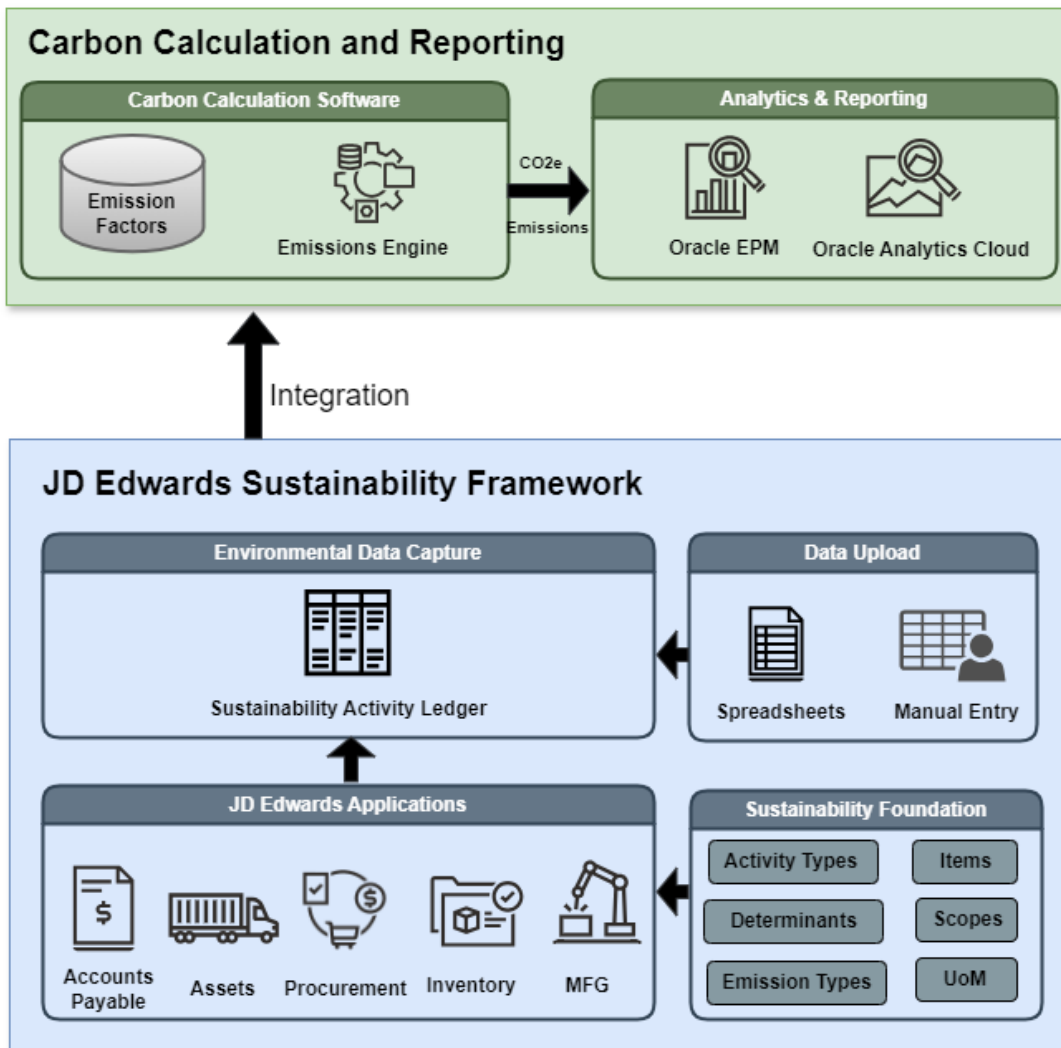 Carbon Calculation and Reporting
Carbon Calculation Software
Emission
Factors
Emissions Engine
CO2e
Emissions
Analytics & Reporting
Oracle EPM
Oracle Analytics Cloud
Integration
JD Edwards Sustainability Framework
Environmental Data Capture
Sustainability Activity Ledger
Data Upload
Spreadsheets
Manual Entry
JD Edwards Applications
$
Accounts
Payable
Assets
$
Procurement
Inventory
MFG
Sustainability Foundation
Activity Types
Items
Determinants
Scopes
Emission Types
UoM